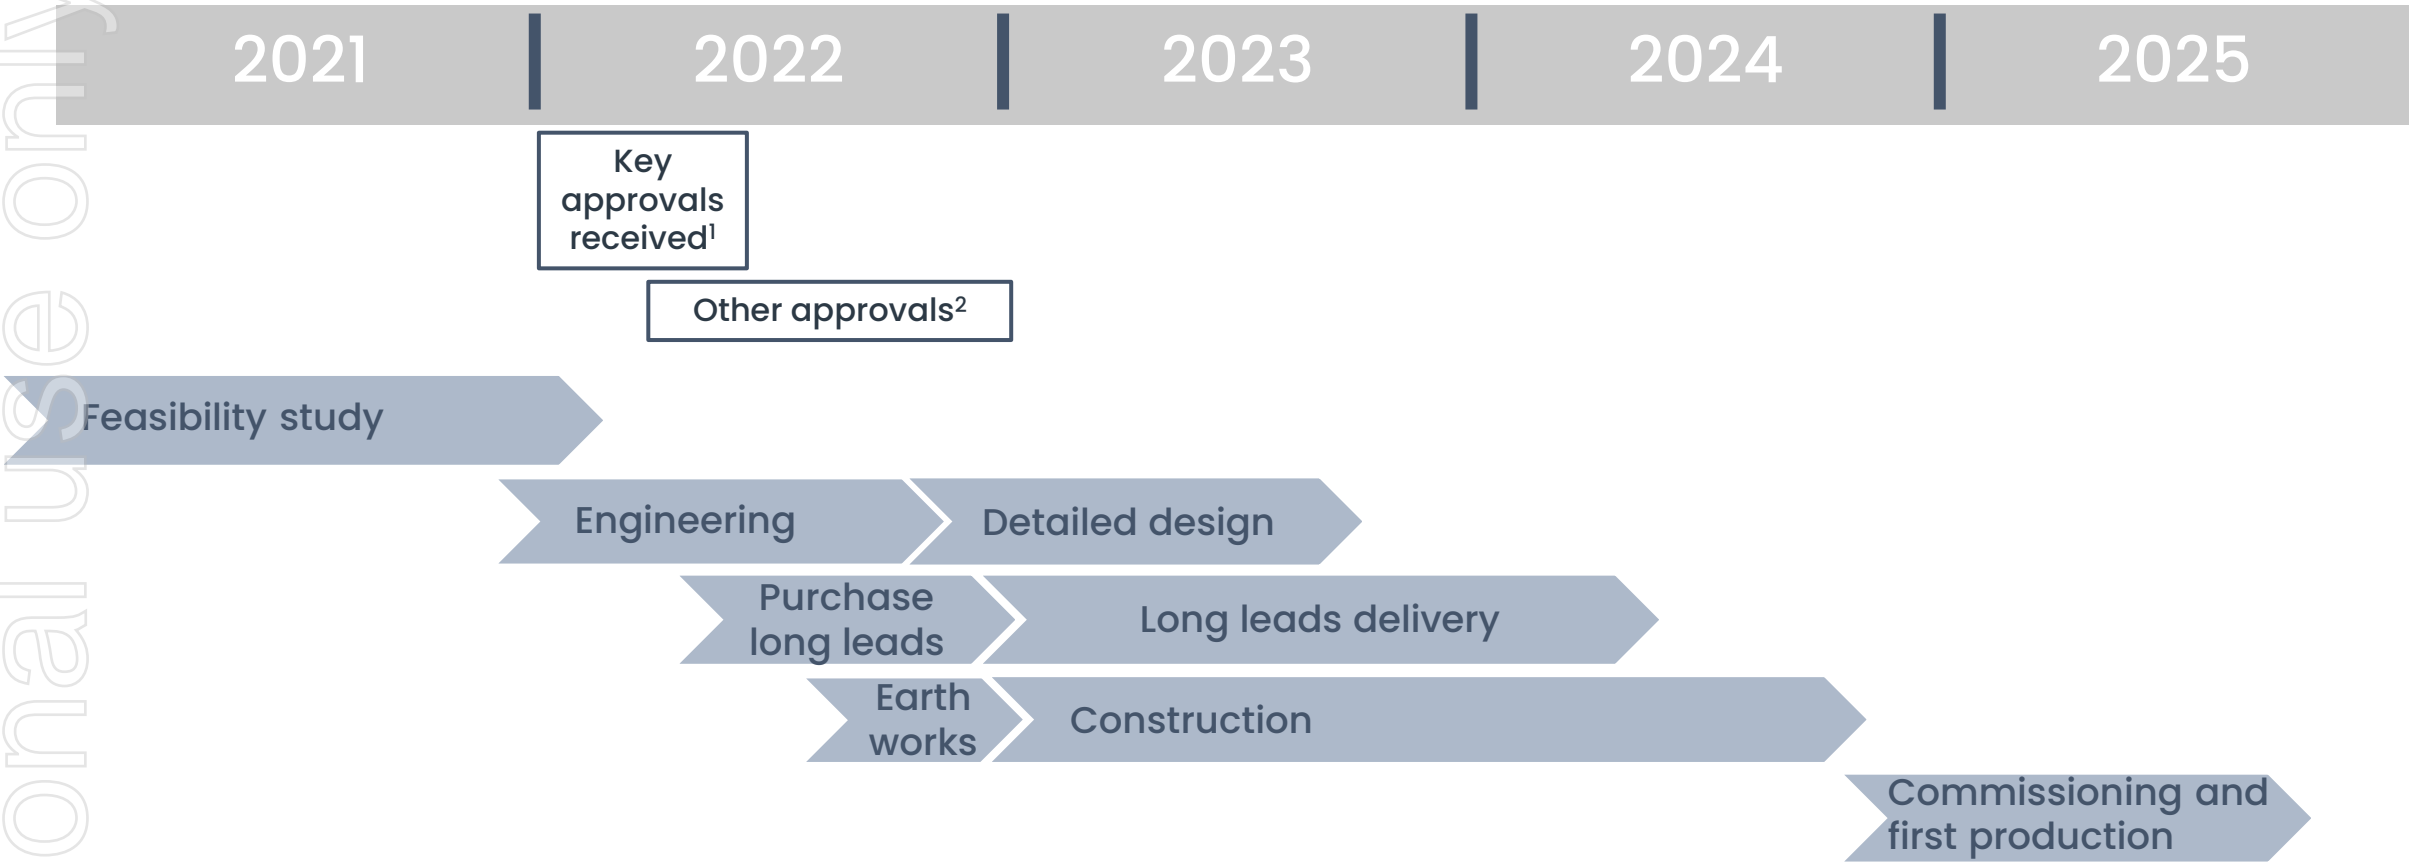 2021 2022 2023 2024 2025
Key
approvals
received¹
Other approvals²
Feasibility study
Engineering
Detailed design
Purchase
long leads
Long leads delivery
Earth
works
Construction
Commissioning and
first production
onal use only